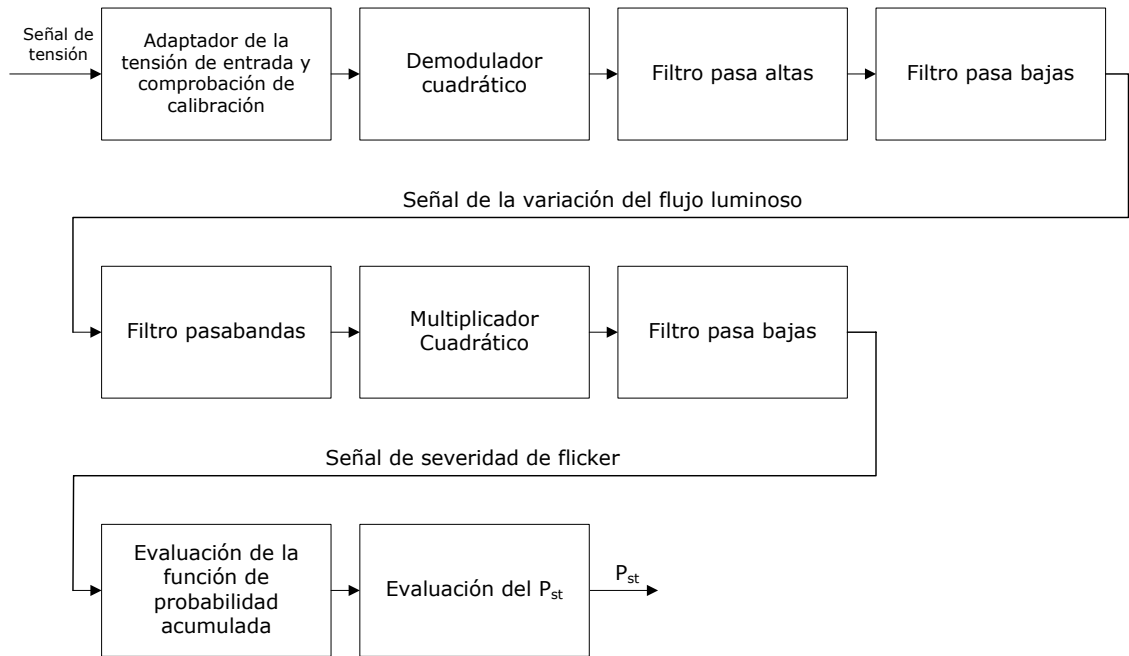 Señal de
tensión
Adaptador de la
tensión de entrada y
comprobación de
calibración
Demodulador
cuadrático
Filtro pasa altas
Filtro pasa bajas
Señal de la variación del flujo luminoso
Filtro pasabandas
Multiplicador
Cuadrático
Filtro pasa bajas
Señal de severidad de flicker
Evaluación de la
función de
probabilidad
acumulada
Evaluación del Pst
Pst